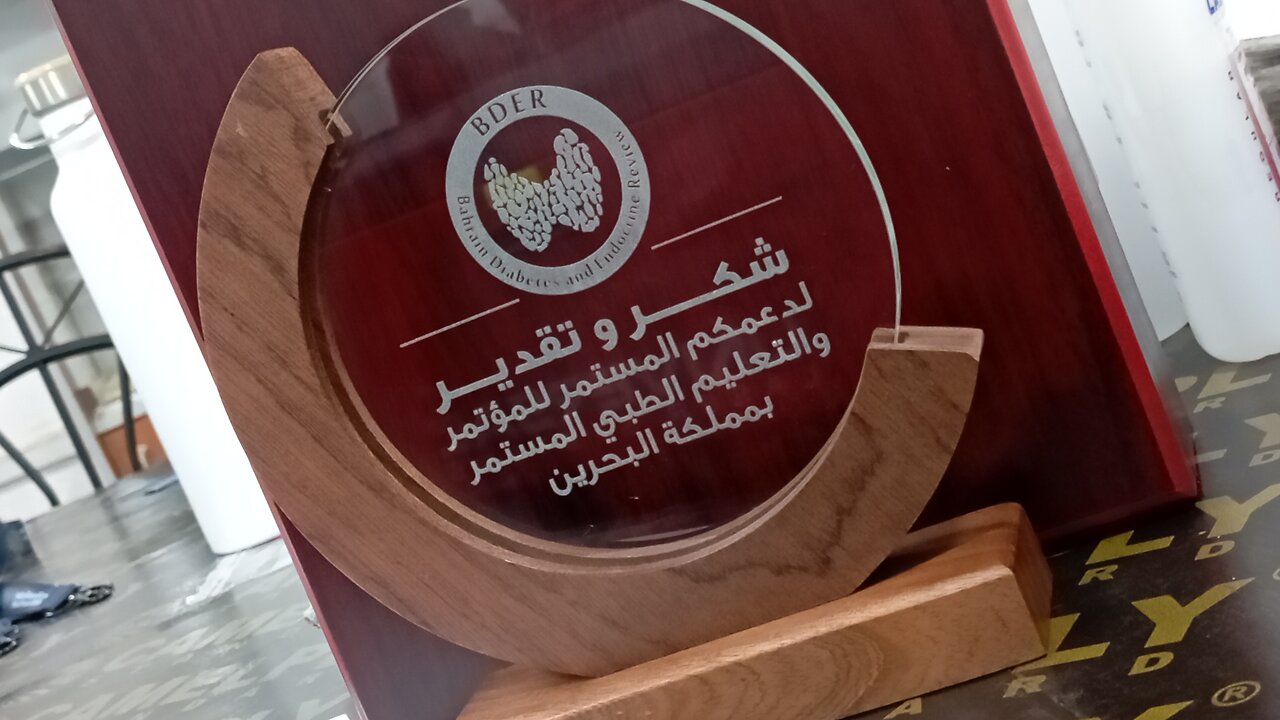 BDER
Bahrain Diabetes and Endocrine Review
شكر و تقدير
لدعمكم المستمر للمؤتمر
والتعليم الطبي المستمر
بمملكة البحرين